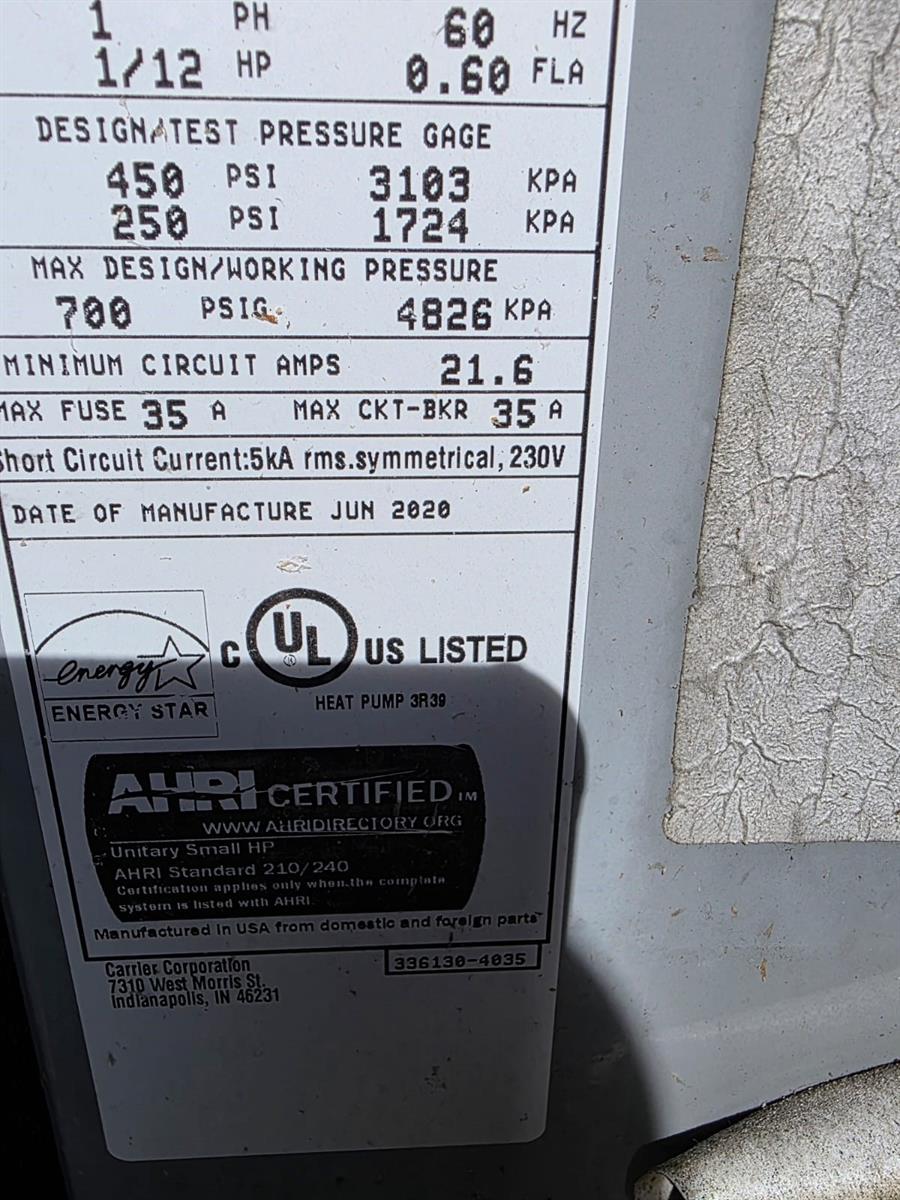 1 PH 60 HZ
1/12 HP 0.60 FLA
DESIGN/TEST PRESSURE GAGE
450 PSI 3103 KPA
250 PSI 1724 KPA
MAX DESIGN/WORKING PRESSURE
700 PSIG 4826 KPA
MINIMUM CIRCUIT AMPS 21.6
MAX FUSE 35 A MAX CKT-BKR 35 A
Short Circuit Current:5kA rms.symmetrical, 230V
DATE OF MANUFACTURE JUN 2020
energy
ENERGY STAR
C UL ® US LISTED
HEAT PUMP 3R39
AHRI CERTIFIED TM
WWW.AHRIDIRECTORY.ORG
Unitary Small HP
AHRI Standard 210/240
Certification applies only when the complete
system is listed with AHRI.
Manufactured in USA from domestic and foreign parts
Carrier Corporation
7310 West Morris St.
Indianapolis, IN 46231
336130-4035